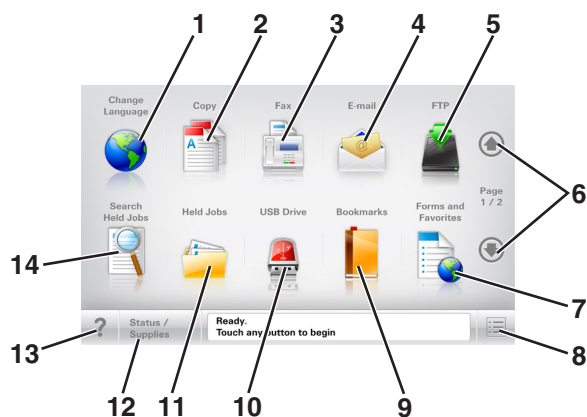 1 2 3 4 5
Change
Language
Copy
Fax
E-mail
FTP
A
@
Page
1 / 2
6
Search
Held Jobs
Held Jobs
USB Drive
Bookmarks
Forms and
Favorites
14
7
?
Status /
Supplies
Ready.
Touch any button to begin
13 12 11 10 9 8